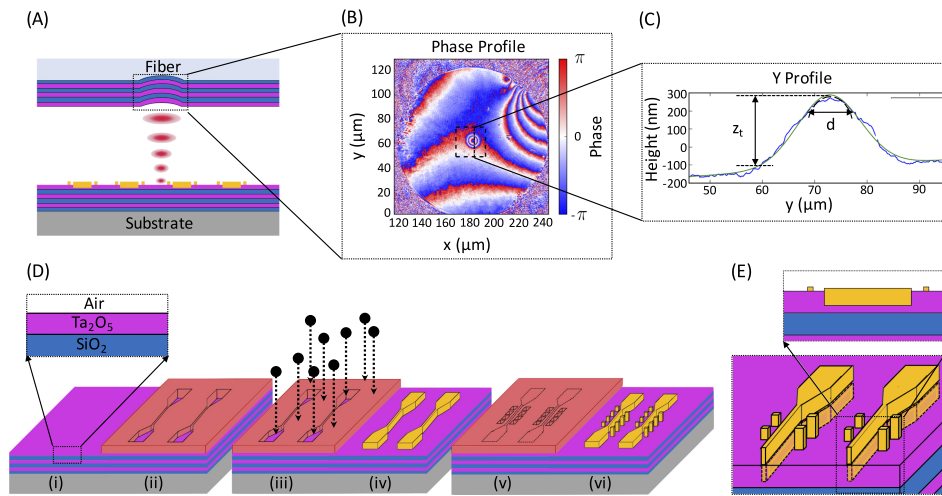 (A)
Fiber
Substrate
(B)
Phase Profile
y (μm)
120
100
80
60
40
20
0
120 140 160 180 200 220 240
x (μm)
π
0
-π
Phase
(C)
Y Profile
Height (nm)
300
200
100
0
-100
-200
z_t
d
50 60 70 80 90
y (μm)
(D)
Air
Ta₂O₅
SiO₂
(i) (ii) (iii) (iv) (v) (vi)
(E)